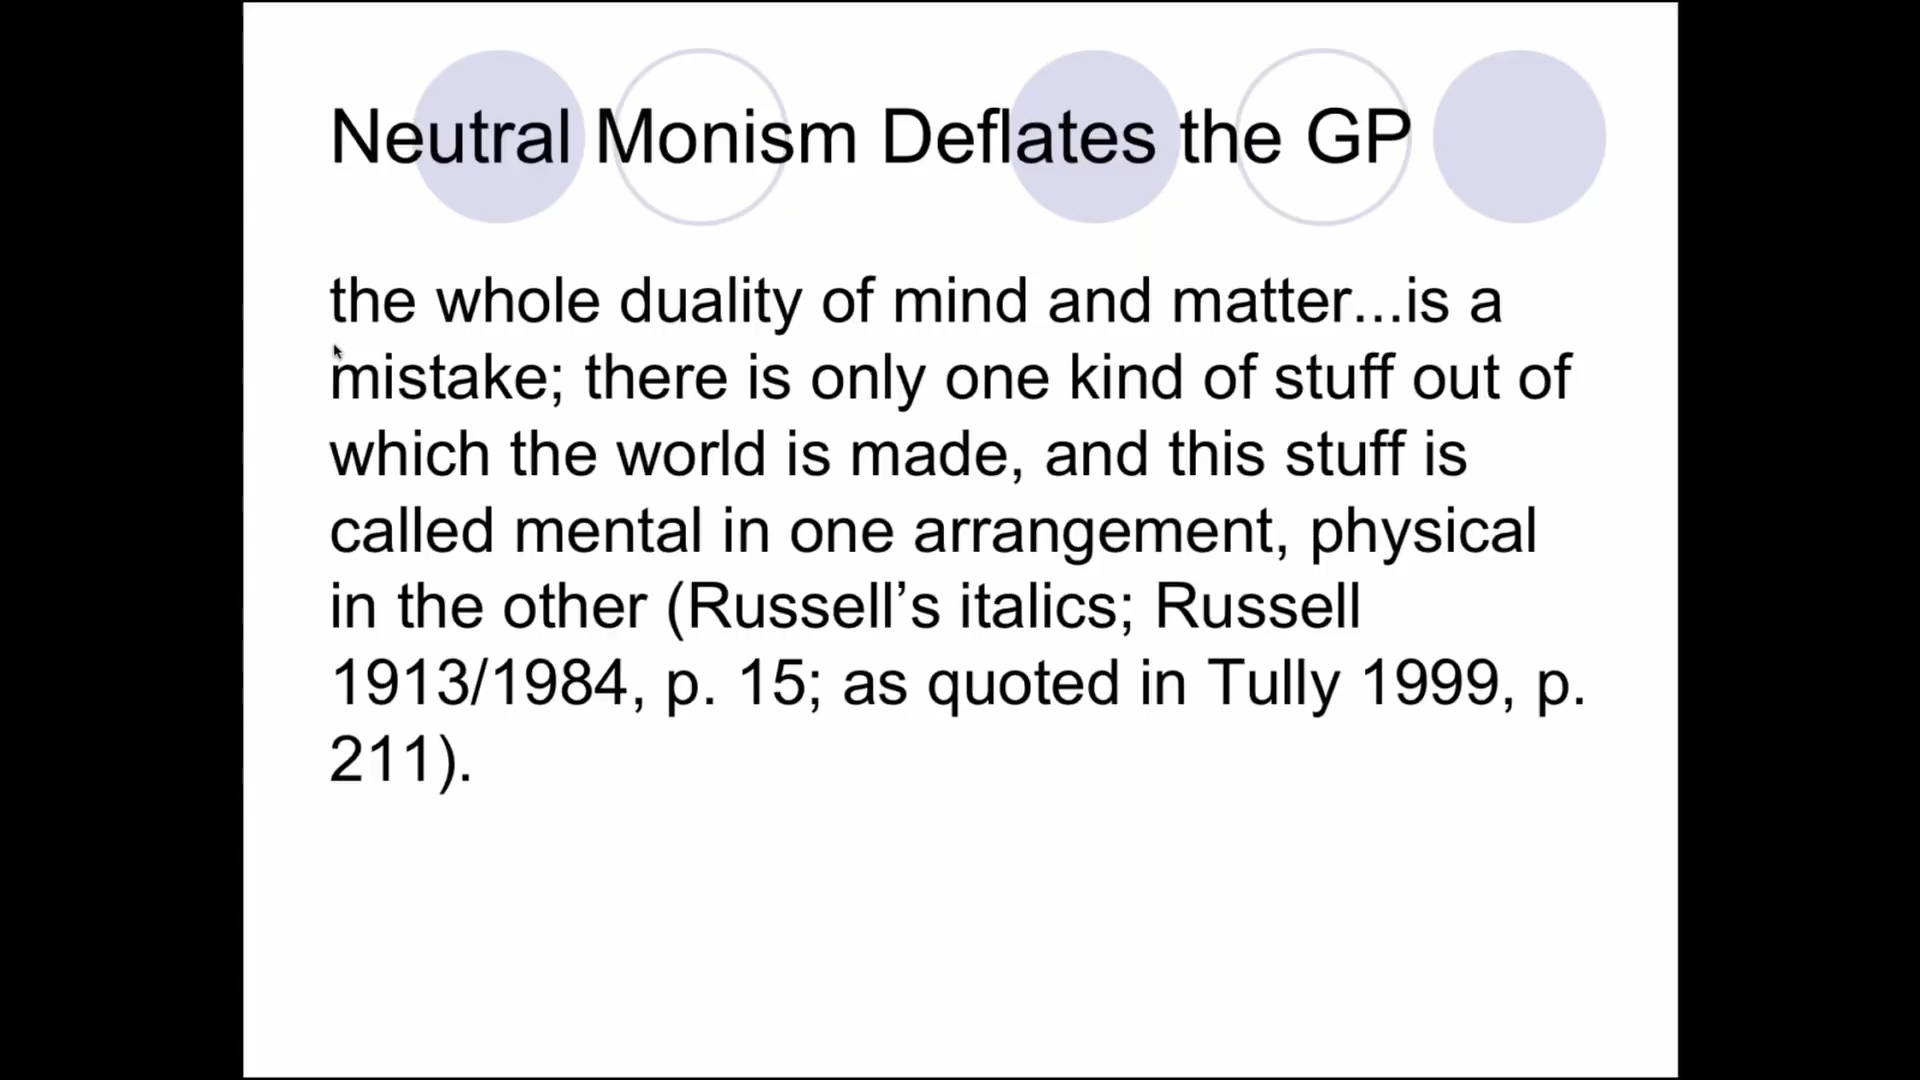 Neutral Monism Deflates the GP
the whole duality of mind and matter...is a
mistake; there is only one kind of stuff out of
which the world is made, and this stuff is
called mental in one arrangement, physical
in the other (Russell’s italics; Russell
1913/1984, p. 15; as quoted in Tully 1999, p.
211).